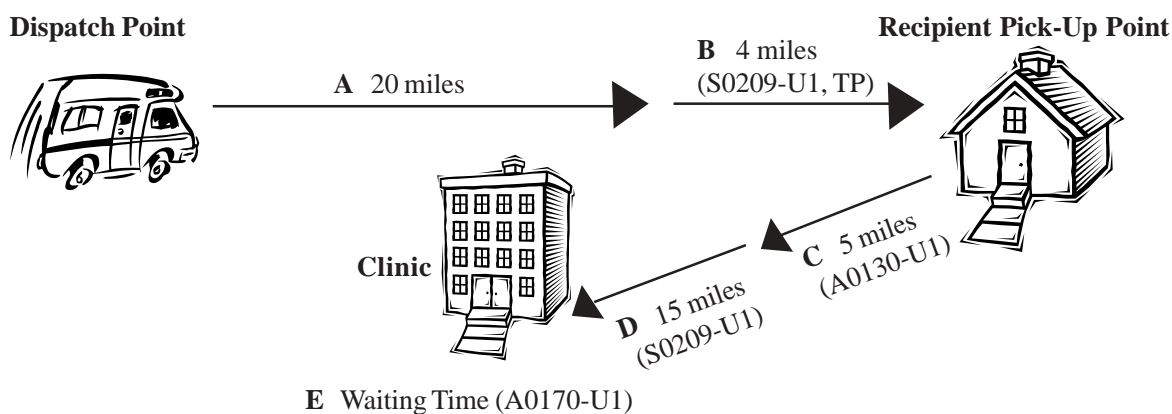 Dispatch Point
Recipient Pick-Up Point
A 20 miles
B 4 miles
(S0209-U1, TP)
C 5 miles
(A0130-U1)
Clinic
D 15 miles
(S0209-U1)
E Waiting Time (A0170-U1)